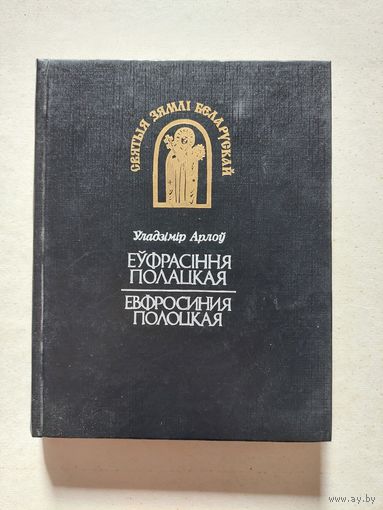 СВЯТЫЯ ЗЯМЛІ БЕЛАРУСКАЙ
Уладзімір Арлоў
ЕЎФРАСІННЯ
ПОЛАЦКАЯ
ЕВФРОСИНИЯ
ПОЛОЦКАЯ
© www.ay.by